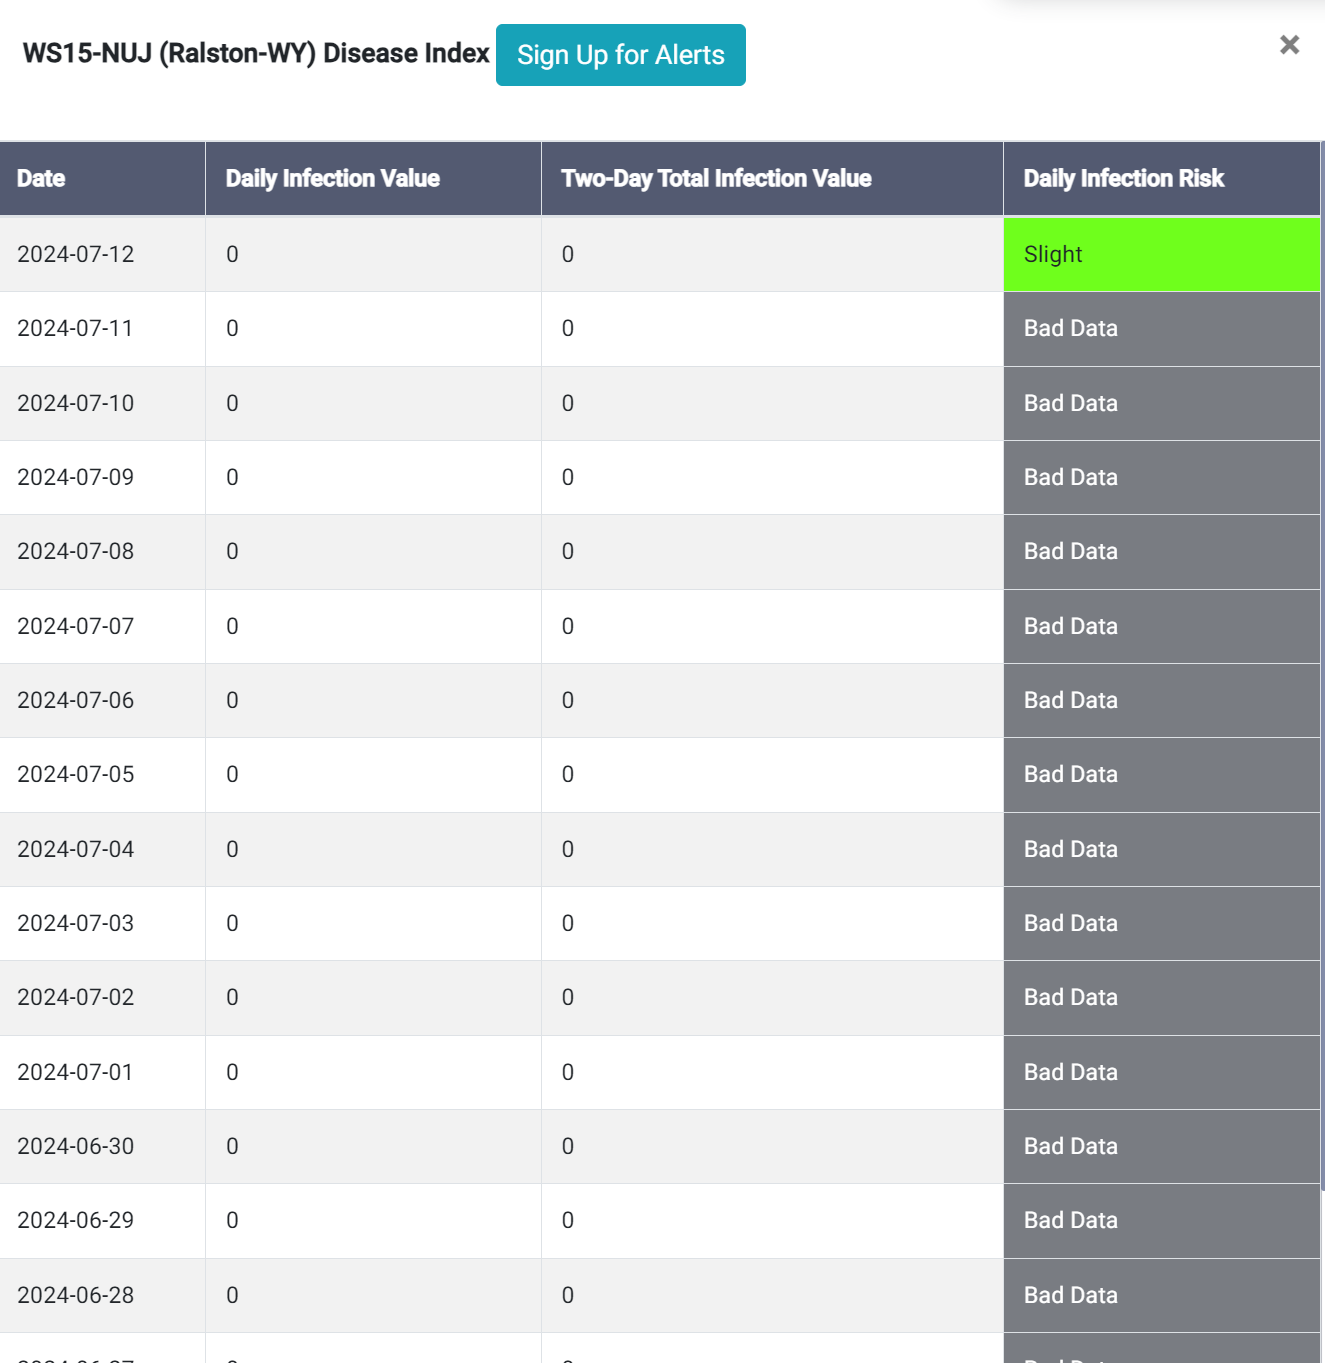 WS15-NUJ (Ralston-WY) Disease Index Sign Up for Alerts ×
Date Daily Infection Value Two-Day Total Infection Value Daily Infection Risk
2024-07-12 0 0 Slight
2024-07-11 0 0 Bad Data
2024-07-10 0 0 Bad Data
2024-07-09 0 0 Bad Data
2024-07-08 0 0 Bad Data
2024-07-07 0 0 Bad Data
2024-07-06 0 0 Bad Data
2024-07-05 0 0 Bad Data
2024-07-04 0 0 Bad Data
2024-07-03 0 0 Bad Data
2024-07-02 0 0 Bad Data
2024-07-01 0 0 Bad Data
2024-06-30 0 0 Bad Data
2024-06-29 0 0 Bad Data
2024-06-28 0 0 Bad Data